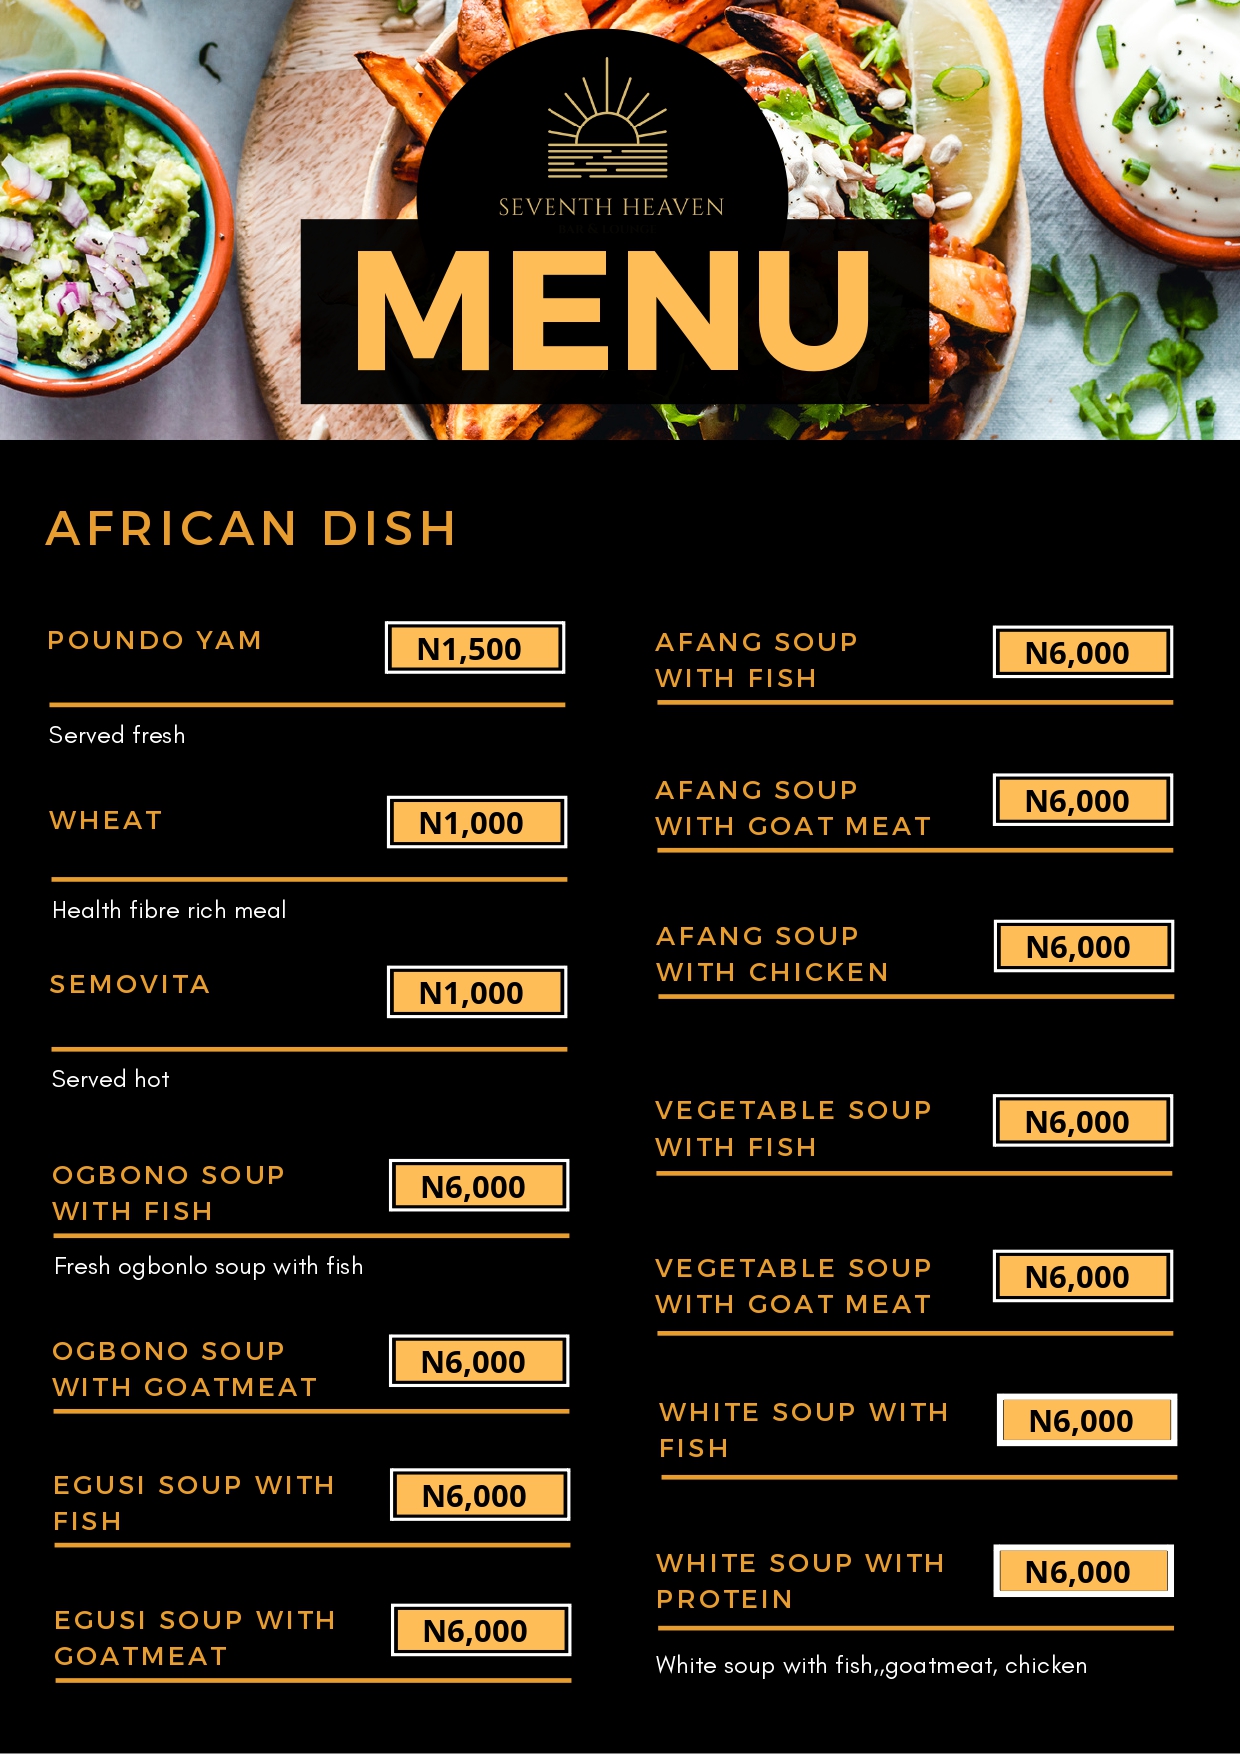 SEVENTH HEAVEN
BAR & LOUNGE
MENU
AFRICAN DISH
POUNDO YAM
N1,500
Served fresh
WHEAT
N1,000
Health fibre rich meal
SEMOVITA
N1,000
Served hot
OGBONO SOUP
WITH FISH
N6,000
Fresh ogbonlo soup with fish
OGBONO SOUP
WITH GOATMEAT
N6,000
EGUSI SOUP WITH
FISH
N6,000
EGUSI SOUP WITH
GOATMEAT
N6,000
AFANG SOUP
WITH FISH
N6,000
AFANG SOUP
WITH GOAT MEAT
N6,000
AFANG SOUP
WITH CHICKEN
N6,000
VEGETABLE SOUP
WITH FISH
N6,000
VEGETABLE SOUP
WITH GOAT MEAT
N6,000
WHITE SOUP WITH
FISH
N6,000
WHITE SOUP WITH
PROTEIN
N6,000
White soup with fish,,goatmeat, chicken